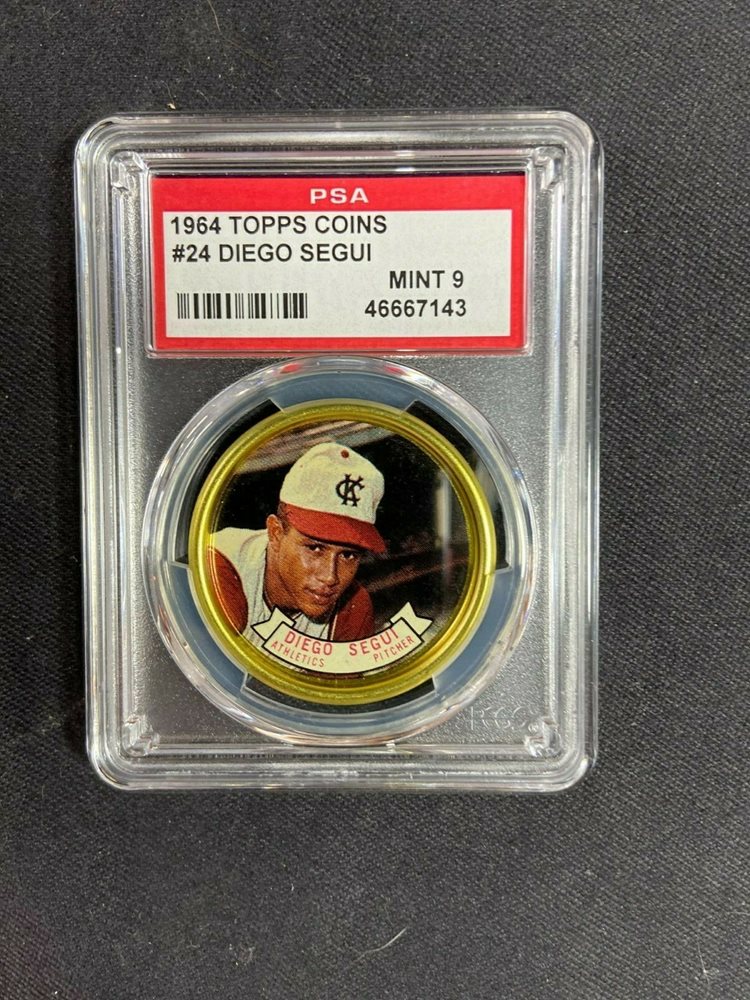 PSA
1964 TOPPS COINS
#24 DIEGO SEGUI
MINT 9
46667143
KC
DIEGO SEGUI
ATHLETICS PITCHER